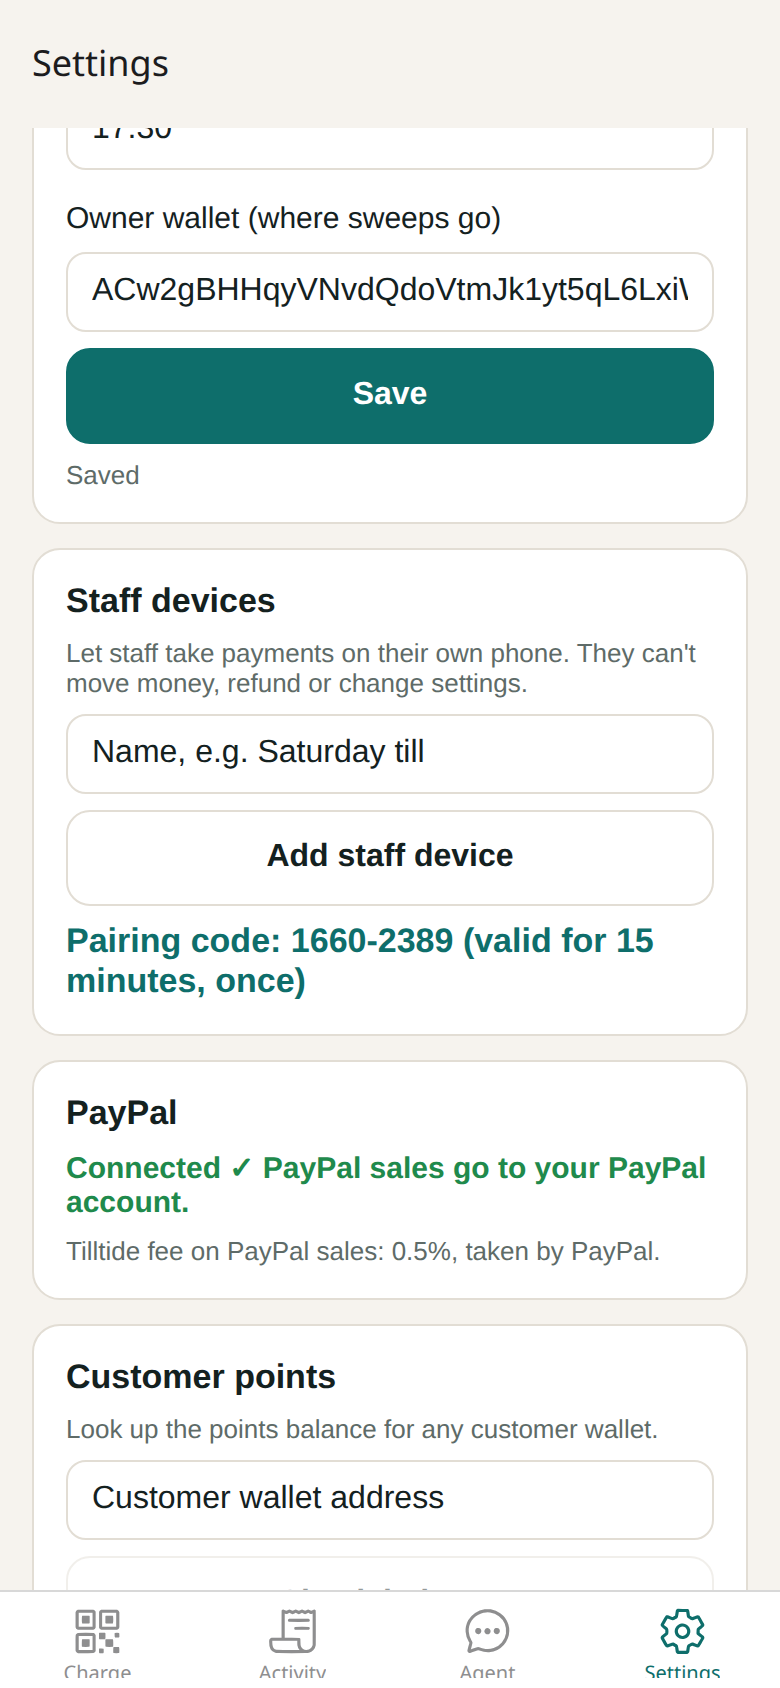 Settings
17:30
Owner wallet (where sweeps go)
ACw2gBHHqyVNvdQdoVtmJk1yt5qL6Lxi
Save
Saved
Staff devices
Let staff take payments on their own phone. They can't
move money, refund or change settings.
Name, e.g. Saturday till
Add staff device
Pairing code: 1660-2389 (valid for 15
minutes, once)
PayPal
Connected ✓ PayPal sales go to your PayPal
account.
Tilltide fee on PayPal sales: 0.5%, taken by PayPal.
Customer points
Look up the points balance for any customer wallet.
Customer wallet address
Charge
Activity
Agent
Settings